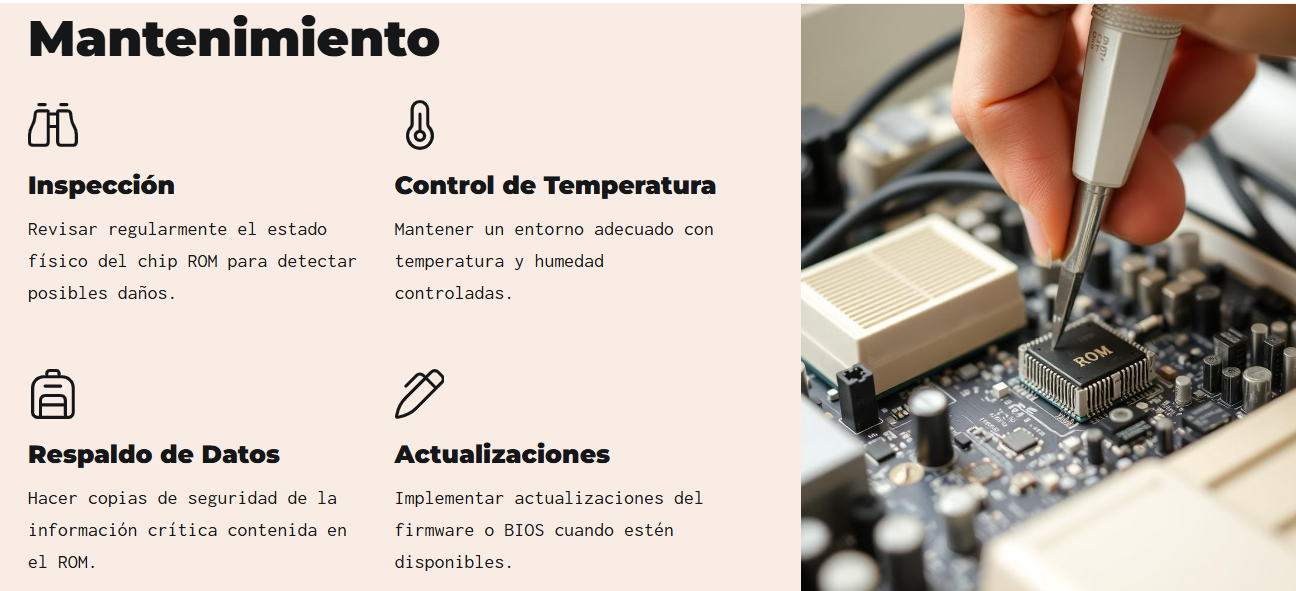 Mantenimiento
Inspección
Revisar regularmente el estado
físico del chip ROM para detectar
posibles daños.
Control de Temperatura
Mantener un entorno adecuado con
temperatura y humedad
controladas.
Respaldo de Datos
Hacer copias de seguridad de la
información crítica contenida en
el ROM.
Actualizaciones
Implementar actualizaciones del
firmware o BIOS cuando estén
disponibles.
ROM